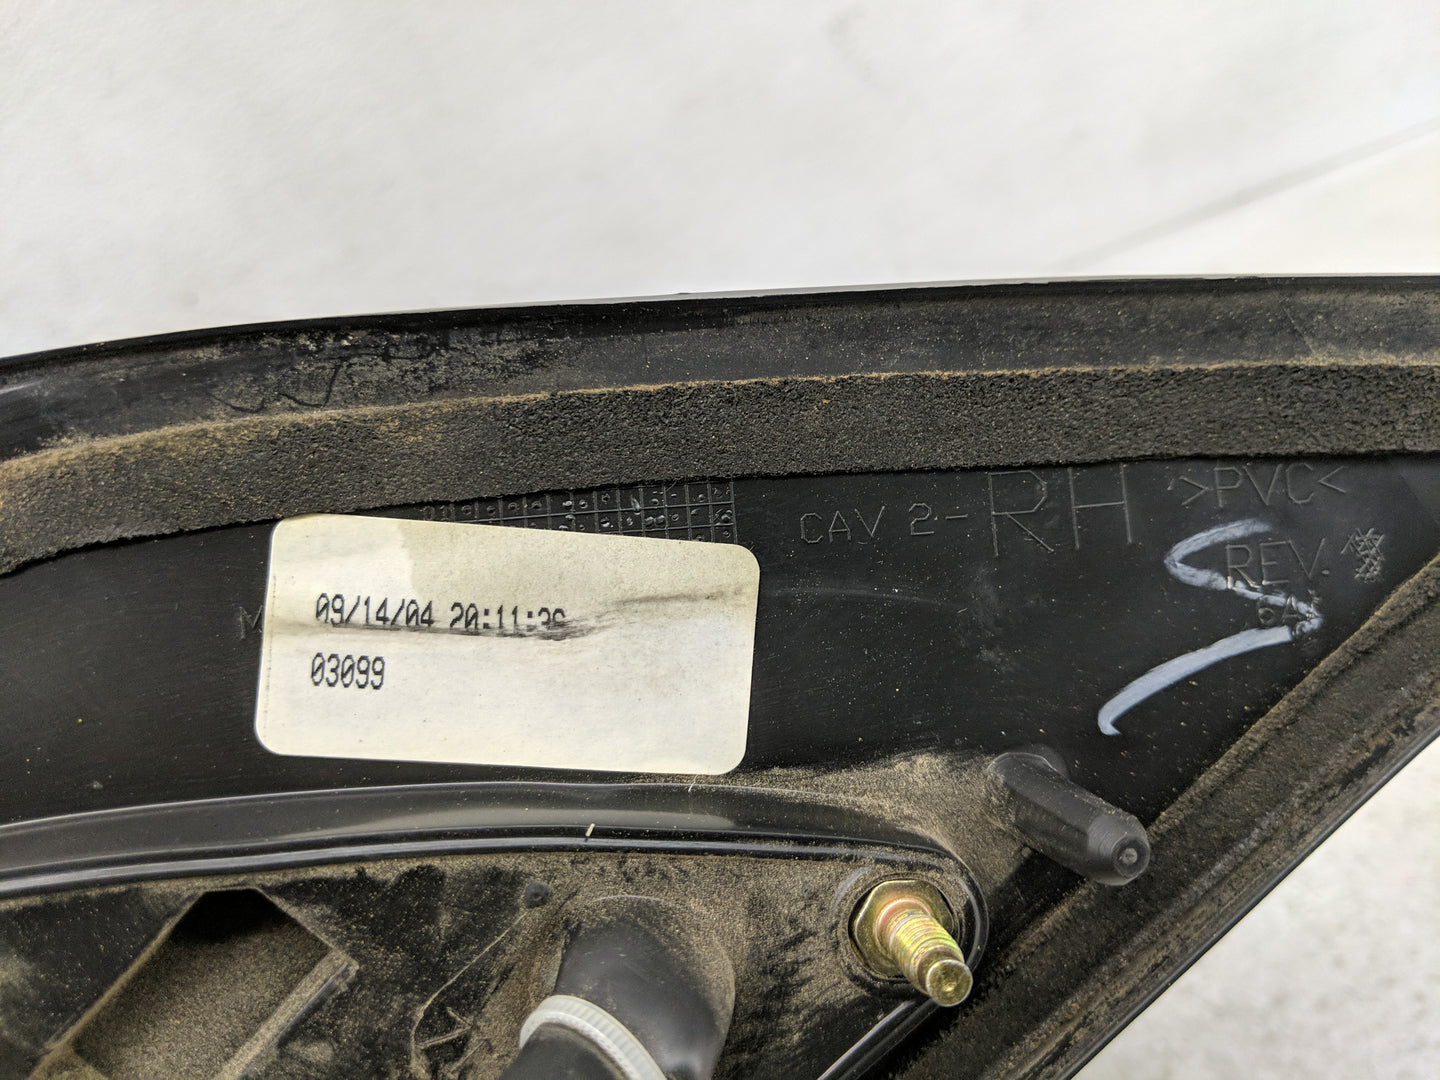 CAV 2-RH >PVC<
REV.
09/14/04 20:11:36
03099